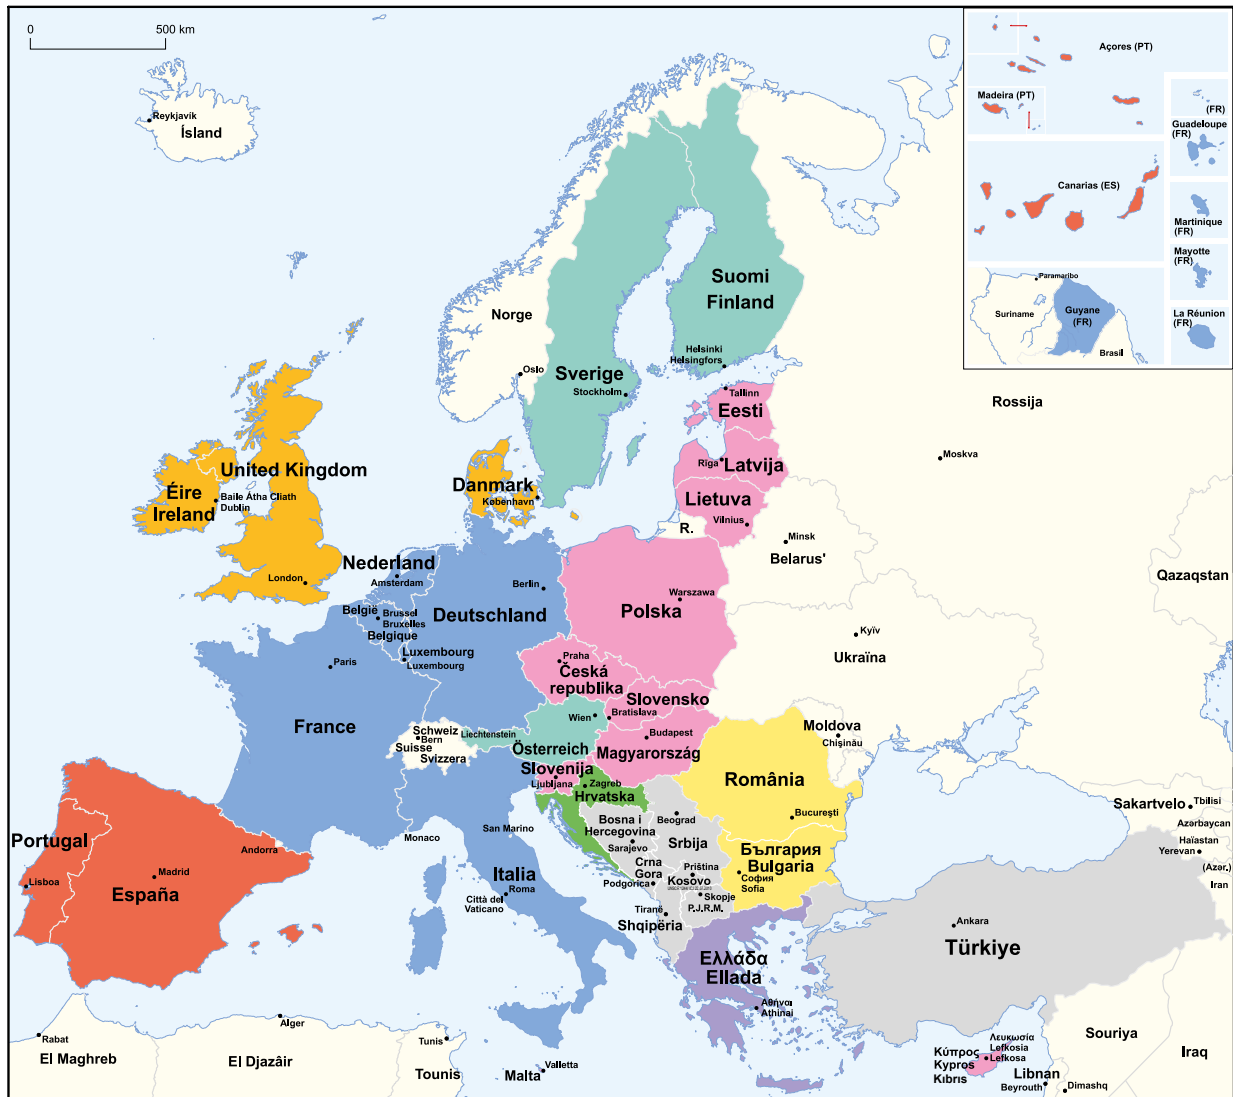 0
500 km
Reykjavík
Ísland
Açores (PT)
Madeira (PT)
(FR)
Guadeloupe
(FR)
Canarias (ES)
Martinique
(FR)
Mayotte
(FR)
Paramaribo
Suriname
Guyane
(FR)
Brasil
La Réunion
(FR)
Norge
Oslo
Suomi
Finland
Helsinki
Helsingfors
Sverige
Stockholm
Tallinn
Eesti
Rossija
Moskva
Riga
Latvija
Lietuva
Vilnius
R.
Minsk
Belarus'
United Kingdom
Éire
Ireland
Baile Átha Cliath
Dublin
London
Danmark
København
Nederland
Amsterdam
Berlin
Deutschland
België
Brussel
Bruxelles
Belgique
Luxembourg
Luxembourg
Warszawa
Polska
Qazaqstan
Kyïv
Ukraïna
Paris
France
Praha
Česká
republika
Slovensko
Bratislava
Wien
Liechtenstein
Österreich
Schweiz
Bern
Suisse
Svizzera
Budapest
Magyarország
Moldova
Chişinău
Slovenija
Ljubljana
Zagreb
Hrvatska
România
Bucureşti
Sakartvelo
Tbilisi
Azərbaycan
Haïastan
Yerevan
(Azer.)
Iran
Portugal
Lisboa
Madrid
España
Andorra
Monaco
San Marino
Italia
Roma
Città del
Vaticano
Bosna i
Hercegovina
Sarajevo
Beograd
Srbija
Crna
Gora
Podgorica
Priština
Kosovo
Skopje
P.J.R.M.
Tiranë
Shqipëria
България
Bulgaria
София
Sofia
Ankara
Türkiye
Ελλάδα
Ellada
Αθήνα
Athinai
Rabat
El Maghreb
Alger
El Djazâir
Tunis
Tounis
Malta
Valletta
Κύπρος
Kypros
Kıbrıs
Λευκωσία
Lefkosia
Lefkosa
Libnan
Beyrouth
Dimashq
Souriya
Iraq